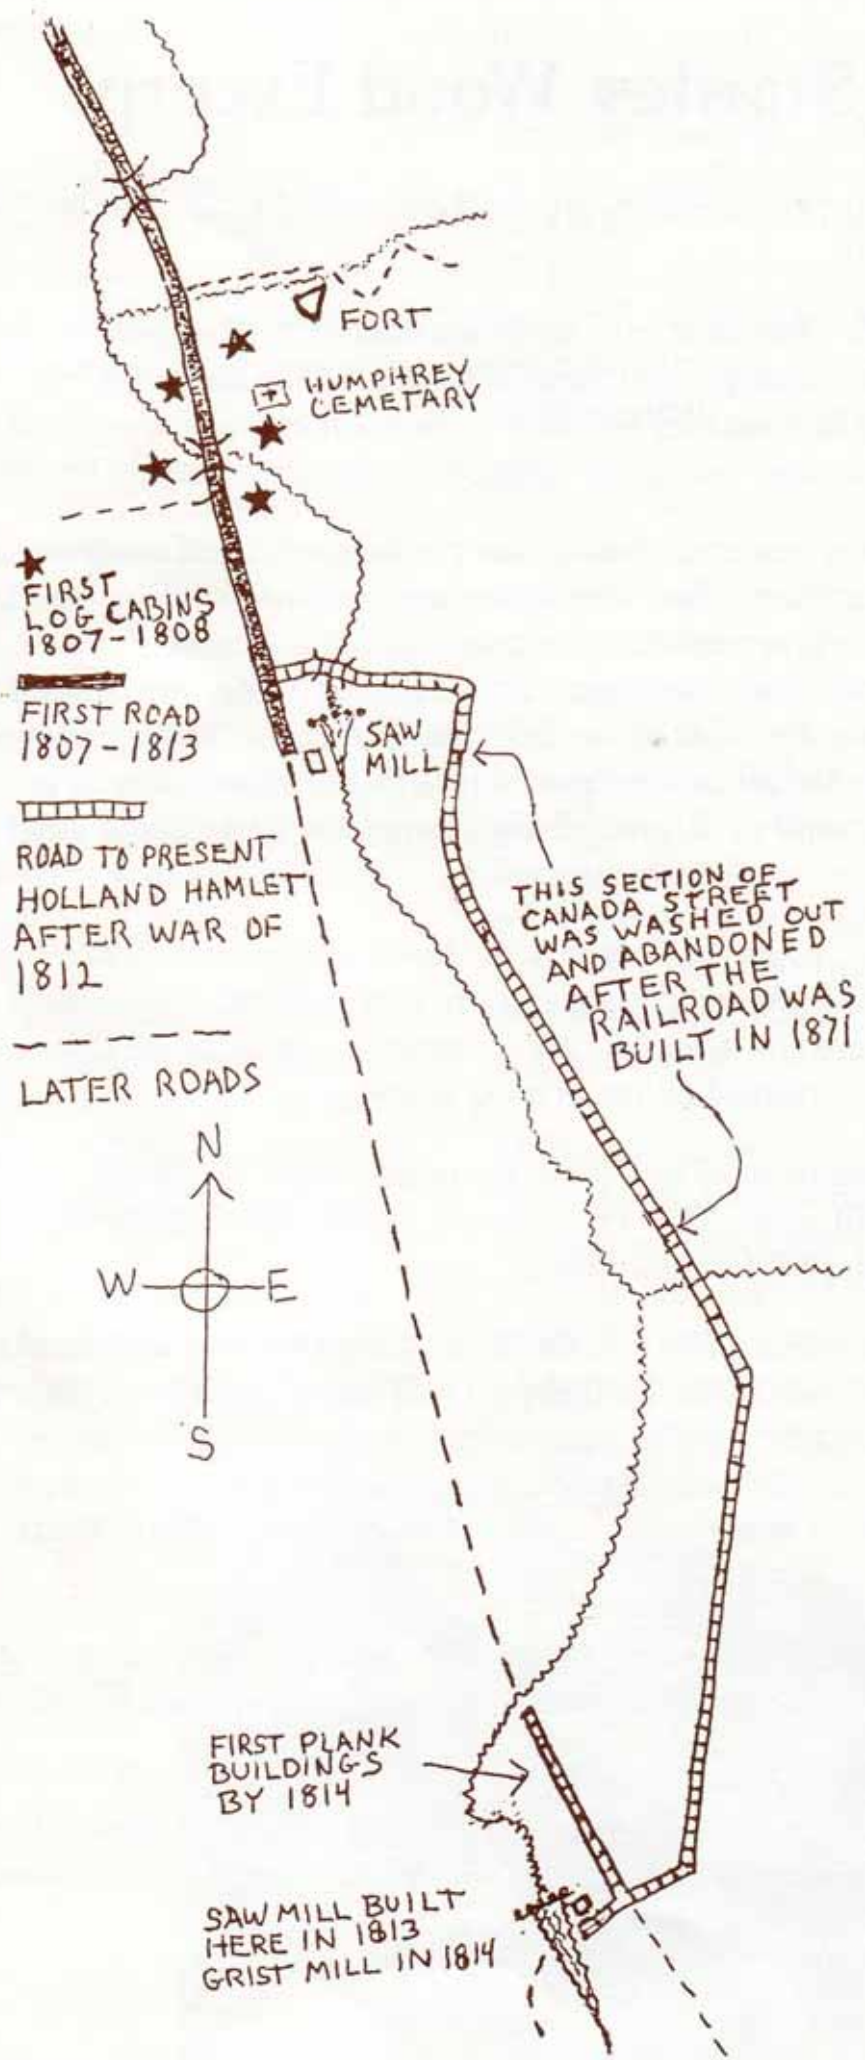 FORT
HUMPHREY
CEMETARY
FIRST
LOG CABINS
1807-1808
FIRST ROAD
1807-1813
SAW
MILL
ROAD TO PRESENT
HOLLAND HAMLET
AFTER WAR OF
1812
THIS SECTION OF
CANADA STREET
WAS WASHED OUT
AND ABANDONED
AFTER THE
RAILROAD WAS
BUILT IN 1871
LATER ROADS
N
W E
S
FIRST PLANK
BUILDINGS
BY 1814
SAW MILL BUILT
HERE IN 1813
GRIST MILL IN 1814